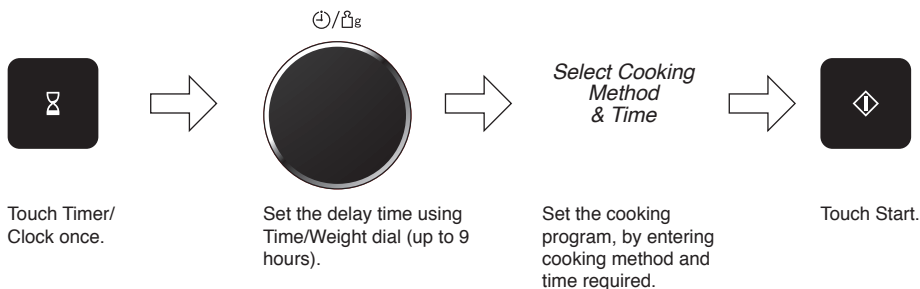 / g
Select Cooking
Method
& Time
Touch Timer/
Clock once.
Set the delay time using
Time/Weight dial (up to 9
hours).
Set the cooking
program, by entering
cooking method and
time required.
Touch Start.